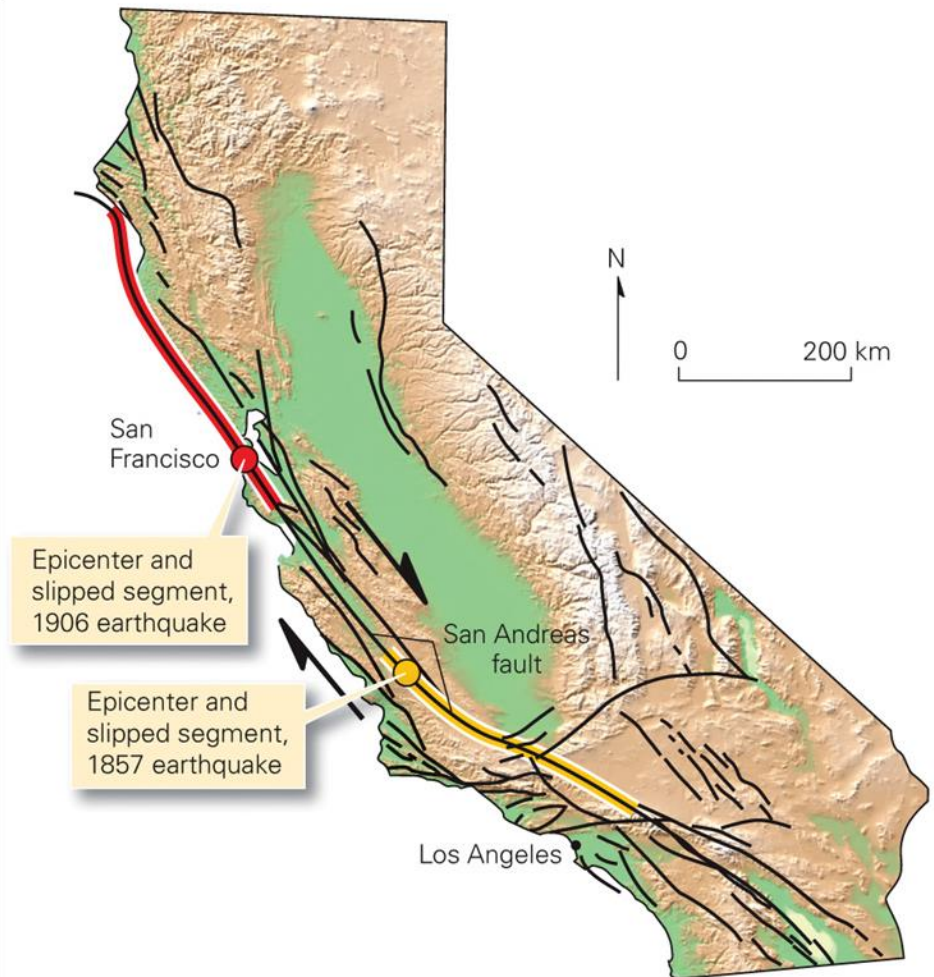 N
0 200 km
San
Francisco
Epicenter and
slipped segment,
1906 earthquake
San Andreas
fault
Epicenter and
slipped segment,
1857 earthquake
Los Angeles